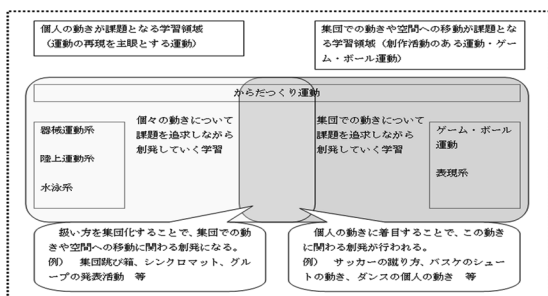 個人の動きが課題となる学習領域
（運動の再現を主眼とする運動）
集団での動きや空間への移動が課題とな
る学習領域（創作活動のある運動・ゲー
ム・ボール運動）
からだつくり運動
器械運動系
陸上運動系
水泳系
個々の動きについて
課題を追求しながら
創発していく学習
集団での動きについて
課題を追求しながら
創発していく学習
ゲーム・ボール
運動
表現系
扱い方を集団化することで、集団での動
きや空間への移動に関わる創発になる。
例）　集団跳び箱、シンクロマット、グル
ープの発表活動　等
個人の動きに着目することで、この動き
に関わる創発が行われる。
例）　サッカーの蹴り方、バスケのシュー
トの動き、ダンスの個人の動き　等